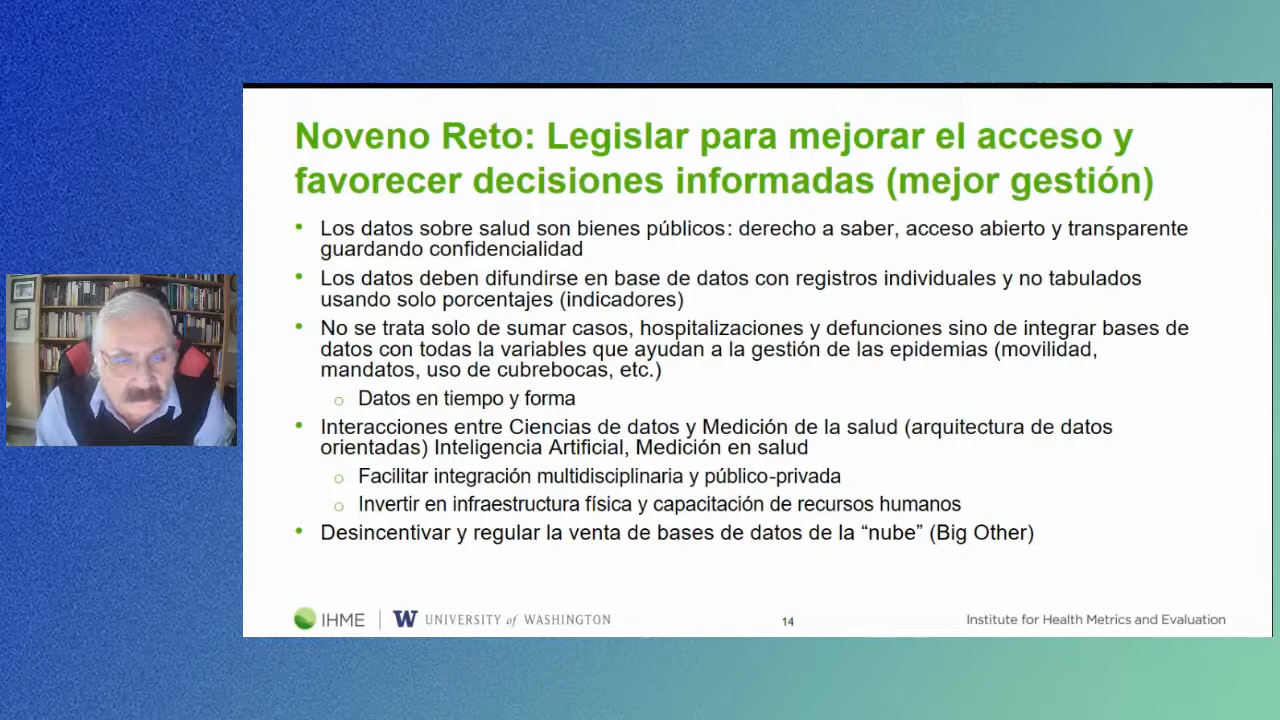 Noveno Reto: Legislar para mejorar el acceso y
favorecer decisiones informadas (mejor gestión)
• Los datos sobre salud son bienes públicos: derecho a saber, acceso abierto y transparente
guardando confidencialidad
• Los datos deben difundirse en base de datos con registros individuales y no tabulados
usando solo porcentajes (indicadores)
• No se trata solo de sumar casos, hospitalizaciones y defunciones sino de integrar bases de
datos con todas la variables que ayudan a la gestión de las epidemias (movilidad,
mandatos, uso de cubrebocas, etc.)
o Datos en tiempo y forma
• Interacciones entre Ciencias de datos y Medición de la salud (arquitectura de datos
orientadas) Inteligencia Artificial, Medición en salud
o Facilitar integración multidisciplinaria y público-privada
o Invertir en infraestructura física y capacitación de recursos humanos
• Desincentivar y regular la venta de bases de datos de la “nube” (Big Other)
IHME | W UNIVERSITY of WASHINGTON
14
Institute for Health Metrics and Evaluation